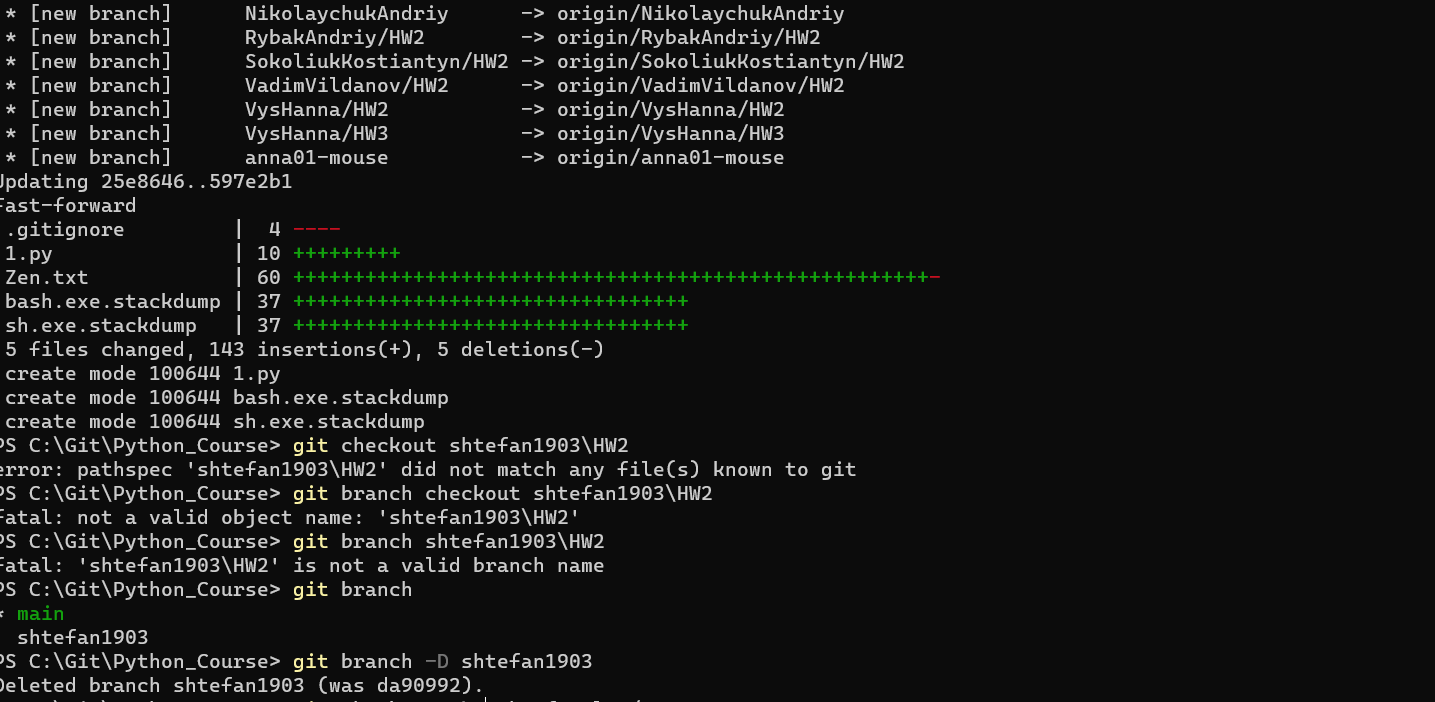 * [new branch]      NikolaychukAndriy      -> origin/NikolaychukAndriy
* [new branch]      RybakAndriy/HW2        -> origin/RybakAndriy/HW2
* [new branch]      SokoliukKostiantyn/HW2 -> origin/SokoliukKostiantyn/HW2
* [new branch]      VadimVildanov/HW2      -> origin/VadimVildanov/HW2
* [new branch]      VysHanna/HW2           -> origin/VysHanna/HW2
* [new branch]      VysHanna/HW3           -> origin/VysHanna/HW3
* [new branch]      anna01-mouse           -> origin/anna01-mouse
Updating 25e8646..597e2b1
Fast-forward
.gitignore         |  4 ----
1.py               | 10 +++++++++
Zen.txt            | 60 +++++++++++++++++++++++++++++++++++++++++++++++++++++-
bash.exe.stackdump | 37 +++++++++++++++++++++++++++++++++
sh.exe.stackdump   | 37 +++++++++++++++++++++++++++++++++
5 files changed, 143 insertions(+), 5 deletions(-)
create mode 100644 1.py
create mode 100644 bash.exe.stackdump
create mode 100644 sh.exe.stackdump
PS C:\Git\Python_Course> git checkout shtefan1903\HW2
error: pathspec 'shtefan1903\HW2' did not match any file(s) known to git
PS C:\Git\Python_Course> git branch checkout shtefan1903\HW2
fatal: not a valid object name: 'shtefan1903\HW2'
PS C:\Git\Python_Course> git branch shtefan1903\HW2
fatal: 'shtefan1903\HW2' is not a valid branch name
PS C:\Git\Python_Course> git branch
* main
shtefan1903
PS C:\Git\Python_Course> git branch -D shtefan1903
Deleted branch shtefan1903 (was da90992).